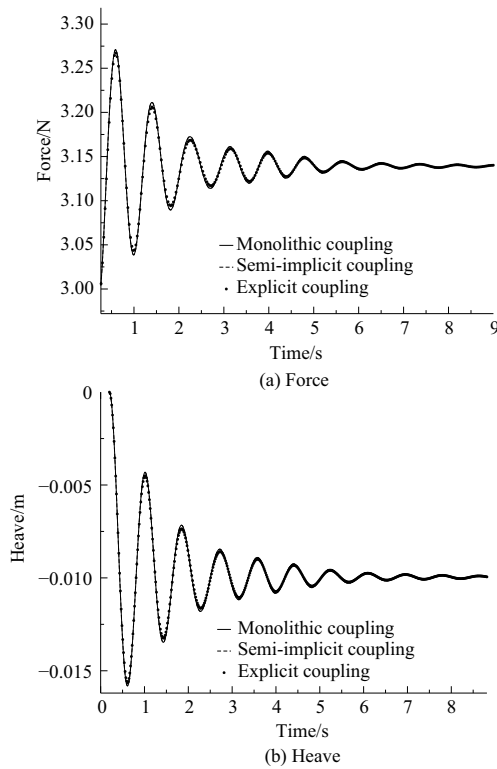 3.30
3.25
3.20
3.15
3.10
3.05
3.00
Force/N
Monolithic coupling
Semi-implicit coupling
Explicit coupling
1 2 3 4 5 6 7 8 9
Time/s
(a) Force
0
−0.005
−0.010
−0.015
Heave/m
Monolithic coupling
Semi-implicit coupling
Explicit coupling
0 1 2 3 4 5 6 7 8
Time/s
(b) Heave